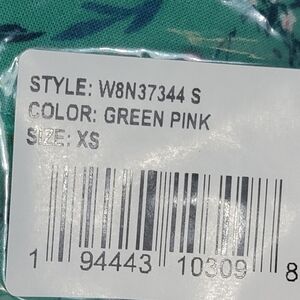 STYLE: W8N37344 S
COLOR: GREEN PINK
SIZE: XS
1 94443 10309 8